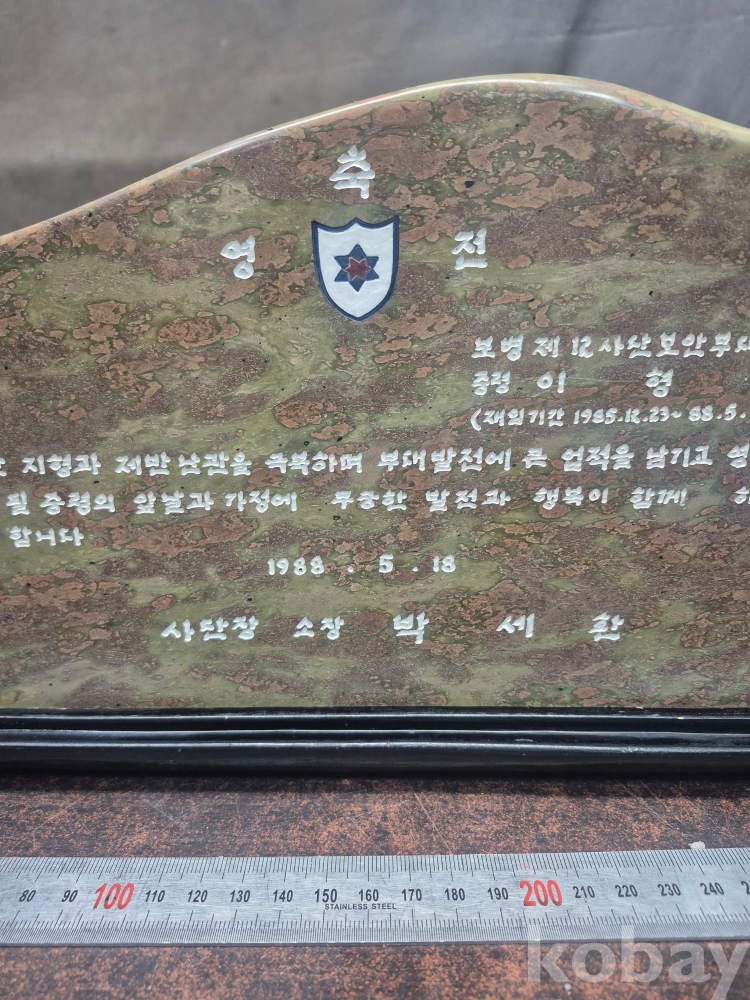 축
영 전
보병 제 12 사단 보안부
중령 이 형
(재임기간 1985.12.23~ 88.5.
지형과 제반 난관을 극복하며 부대발전에 큰 업적을 남기고 영
필 중령의 앞날과 가정에 무궁한 발전과 행복이 함께
합니다
1988 . 5 . 18
사단장 소장 박 세 환
80 90 100 110 120 130 140 150 160 170 180 190 200 210 220 230 240
STAINLESS STEEL
kobay